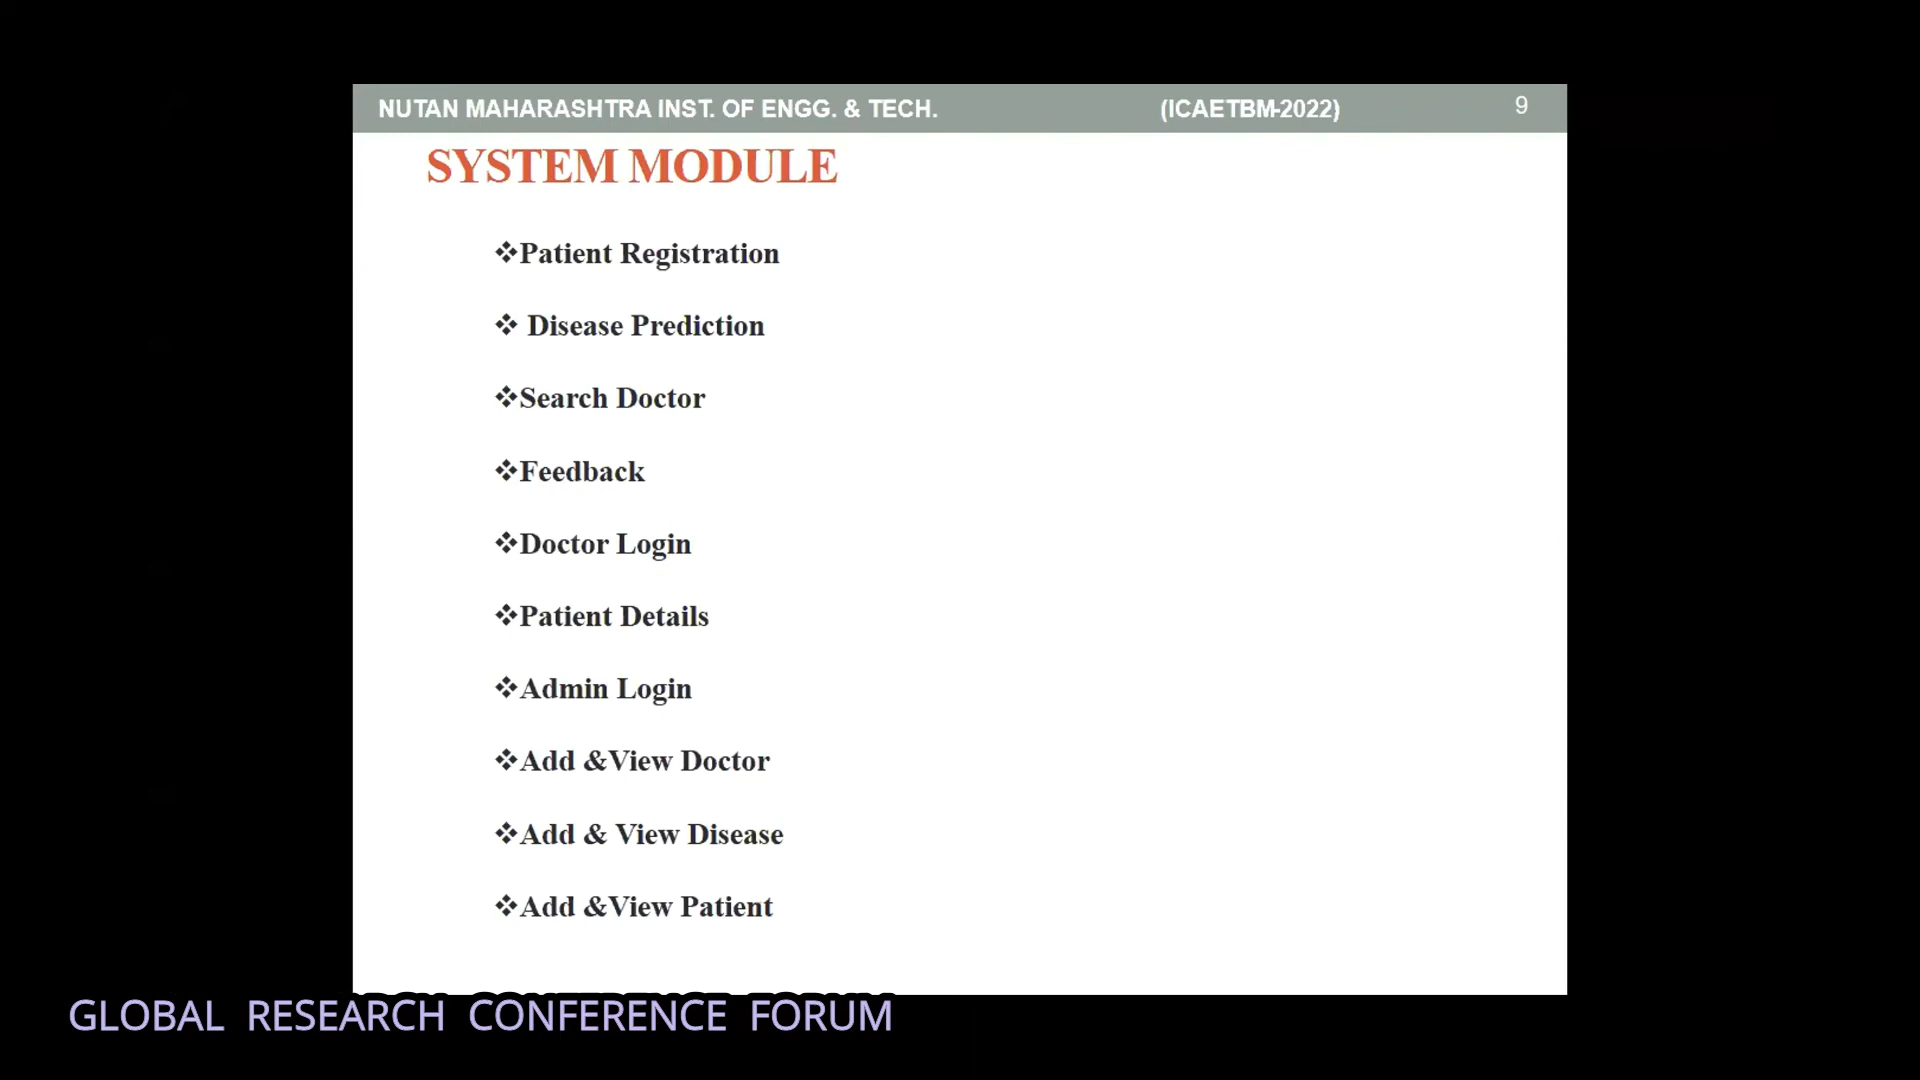 NUTAN MAHARASHTRA INST. OF ENGG. & TECH. (ICAETBM-2022) 9
SYSTEM MODULE
❖Patient Registration
❖ Disease Prediction
❖Search Doctor
❖Feedback
❖Doctor Login
❖Patient Details
❖Admin Login
❖Add &View Doctor
❖Add & View Disease
❖Add &View Patient
GLOBAL RESEARCH CONFERENCE FORUM